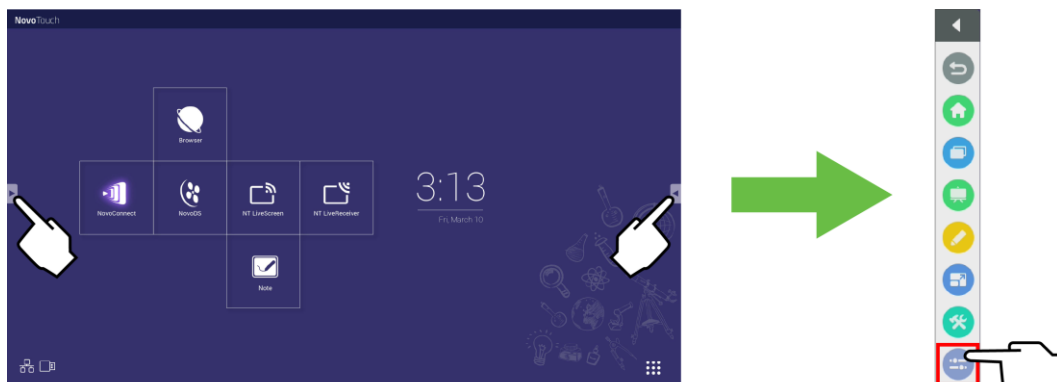 NovoTouch
Browser
NovoConnect
NovoDS
NT LiveScreen
NT LiveReceiver
3:13
Fri, March 10
Note